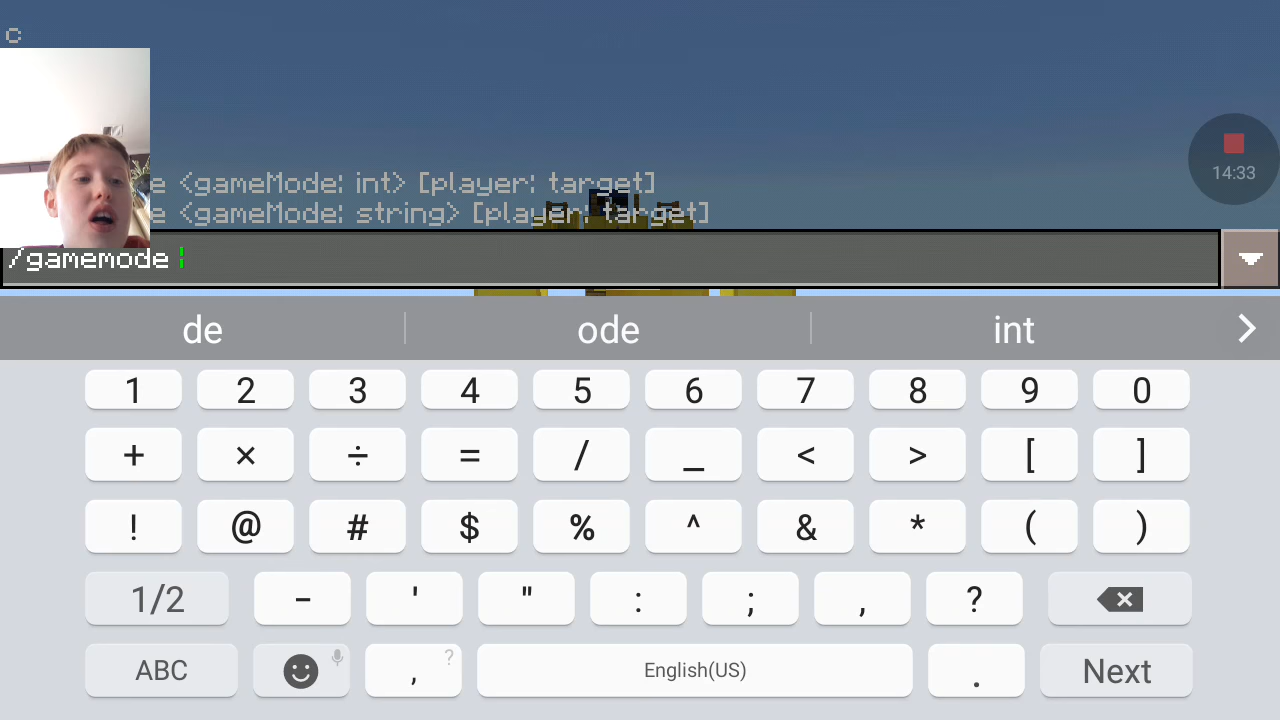 c
e <gameMode: int> [player: target]
e <gameMode: string> [player: target]
/gamemode
de ode int >
1 2 3 4 5 6 7 8 9 0
+ × ÷ = / _ < > [ ]
! @ # $ % ^ & * ( )
1/2 - ' " : ; , ?
ABC , ? English(US) . Next
14:33